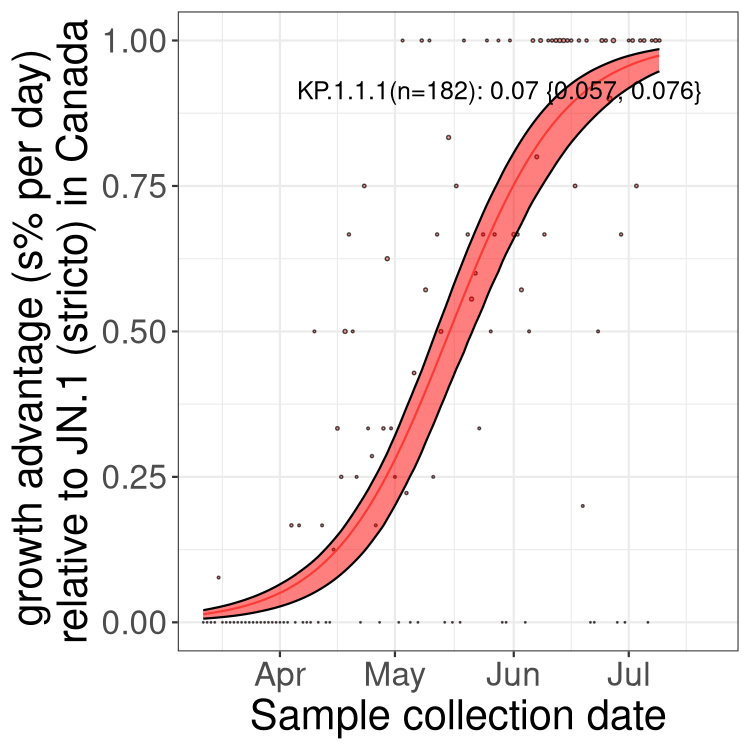 growth advantage (s% per day)
relative to JN.1 (stricto) in Canada
1.00
0.75
0.50
0.25
0.00
KP.1.1.1(n=182): 0.07 {0.057, 0.076}
Apr
May
Jun
Jul
Sample collection date